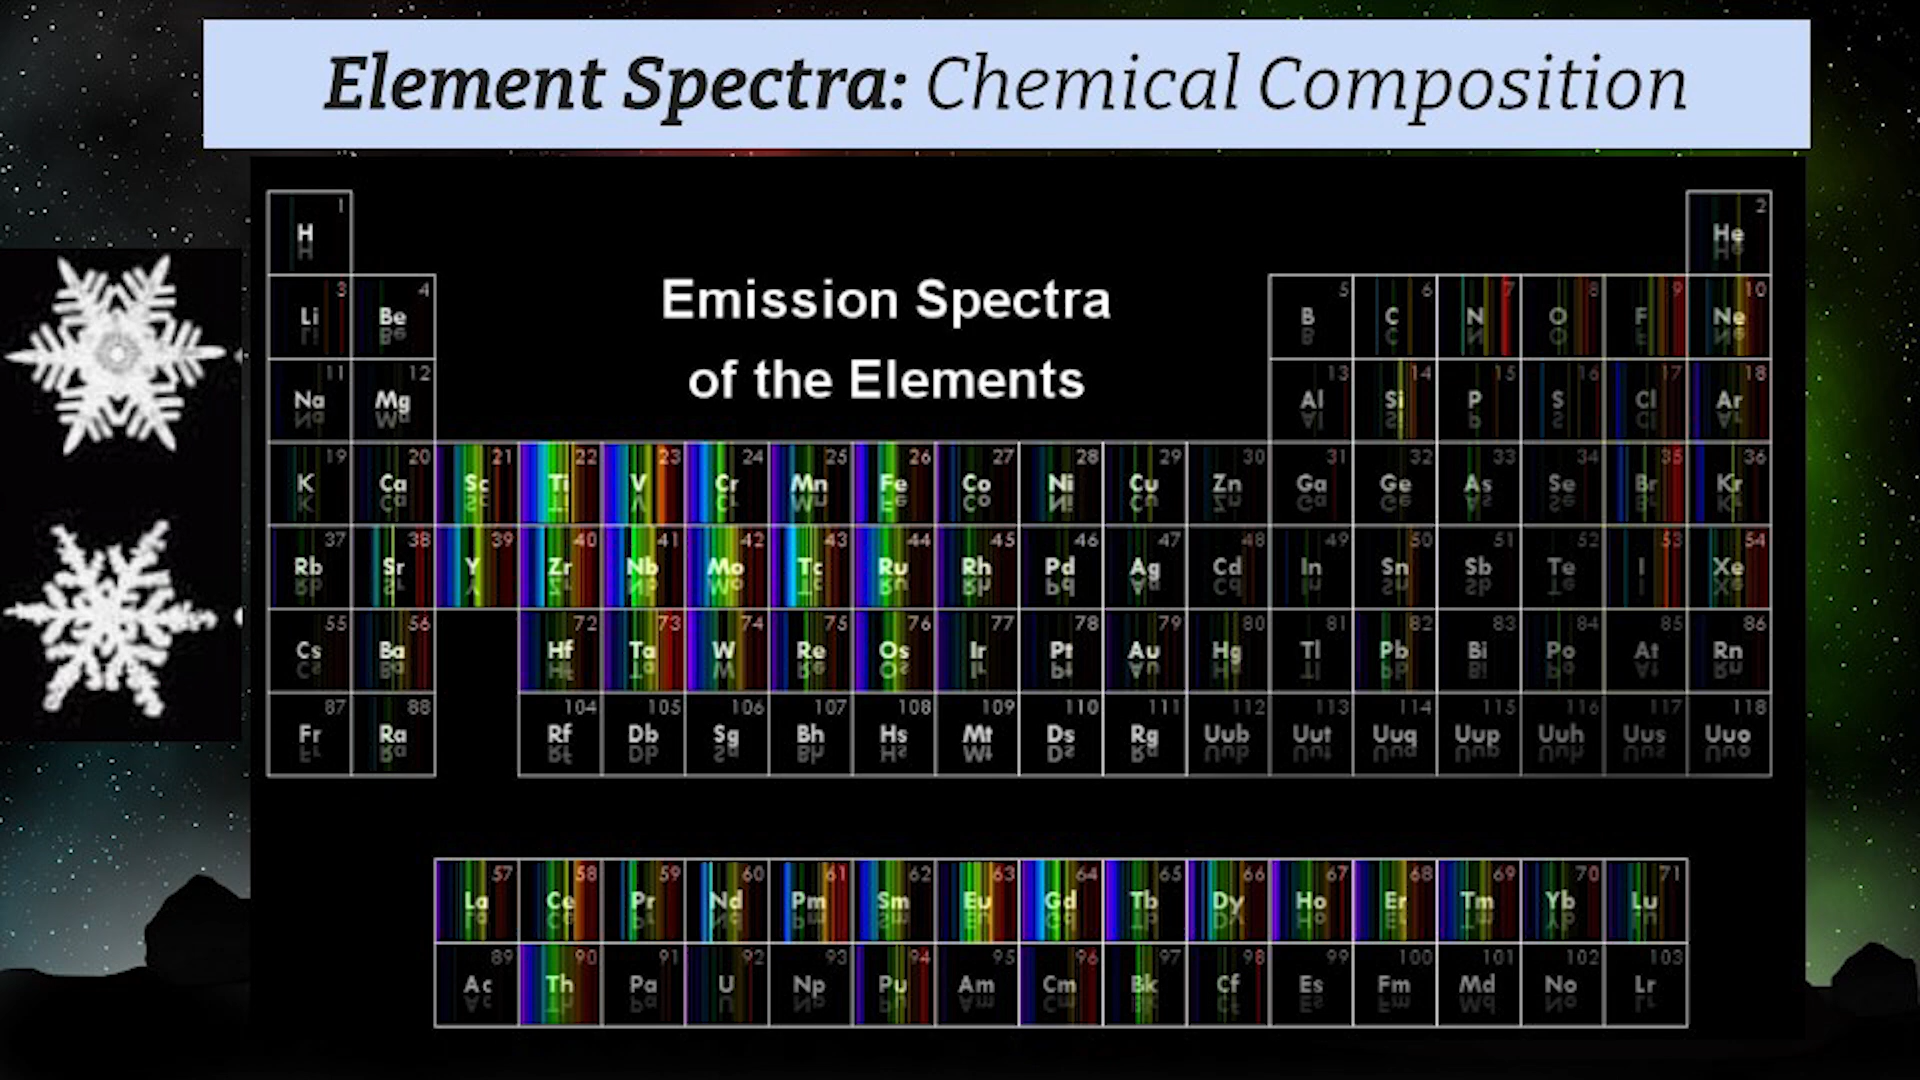 Element Spectra: Chemical Composition
1 2
H He
Emission Spectra
of the Elements
3 4 5 6 7 8 9 10
Li Be B C N O F Ne
11 12 13 14 15 16 17 18
Na Mg Al Si P S Cl Ar
19 20 21 22 23 24 25 26 27 28 29 30 31 32 33 34 35 36
K Ca Sc Ti V Cr Mn Fe Co Ni Cu Zn Ga Ge As Se Br Kr
37 38 39 40 41 42 43 44 45 46 47 48 49 50 51 52 53 54
Rb Sr Y Zr Nb Mo Tc Ru Rh Pd Ag Cd In Sn Sb Te I Xe
55 56 72 73 74 75 76 77 78 79 80 81 82 83 84 85 86
Cs Ba Hf Ta W Re Os Ir Pt Au Hg Tl Pb Bi Po At Rn
87 88 104 105 106 107 108 109 110 111 112 113 114 115 116 117 118
Fr Ra Rf Db Sg Bh Hs Mt Ds Rg Uub Uut Uuq Uup Uuh Uus Uuo
57 58 59 60 61 62 63 64 65 66 67 68 69 70 71
La Ce Pr Nd Pm Sm Eu Gd Tb Dy Ho Er Tm Yb Lu
89 90 91 92 93 94 95 96 97 98 99 100 101 102 103
Ac Th Pa U Np Pu Am Cm Bk Cf Es Fm Md No Lr